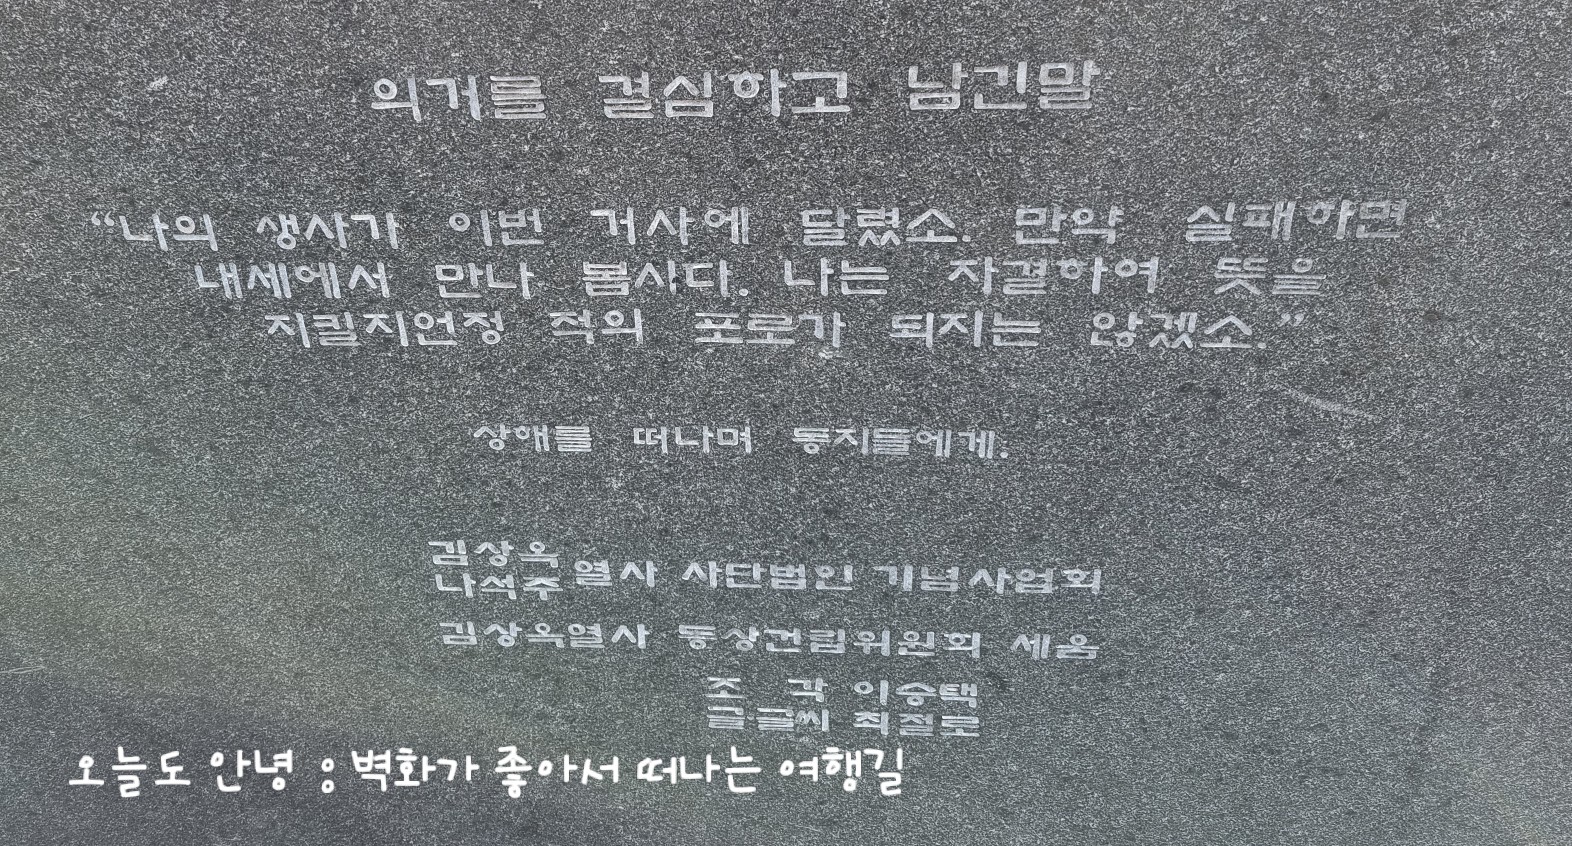 의거를 결심하고 남긴말
“나의 생사가 이번 거사에 달렸소. 만약 실패하면
내세에서 만나 봅시다. 나는 자결하여 뜻을
지킬지언정 적의 포로가 되지는 않겠소.”
상해를 떠나며 동지들에게.
김상옥
나석주 열사 사단법인 기념사업회
김상옥열사 동상건립위원회 세움
조 각 이승택
글·글씨 최절로
오늘도 안녕 : 벽화가 좋아서 떠나는 여행길